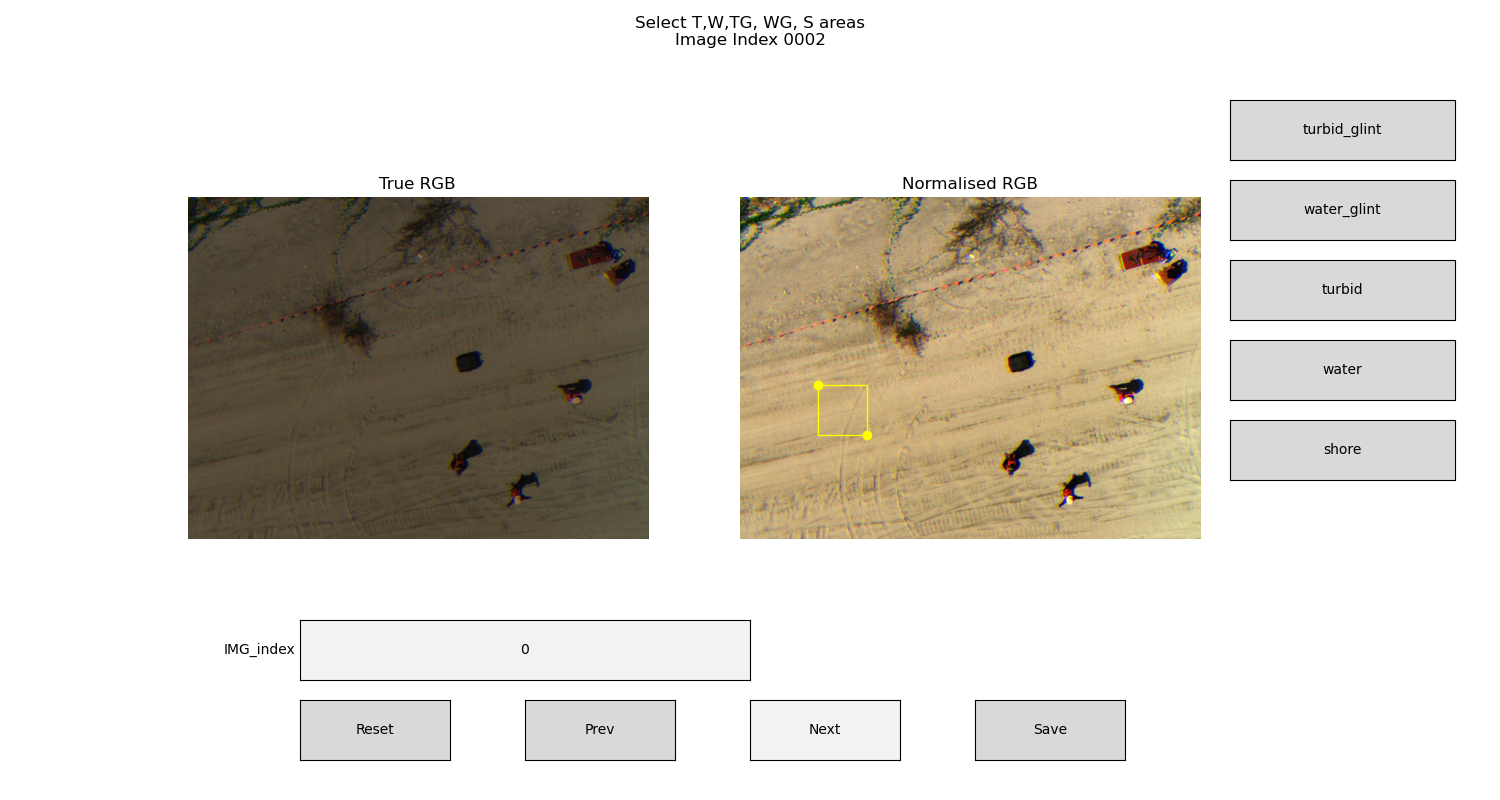 Select T,W,TG, WG, S areas
Image Index 0002
True RGB
Normalised RGB
turbid_glint
water_glint
turbid
water
shore
IMG_index
0
Reset
Prev
Next
Save